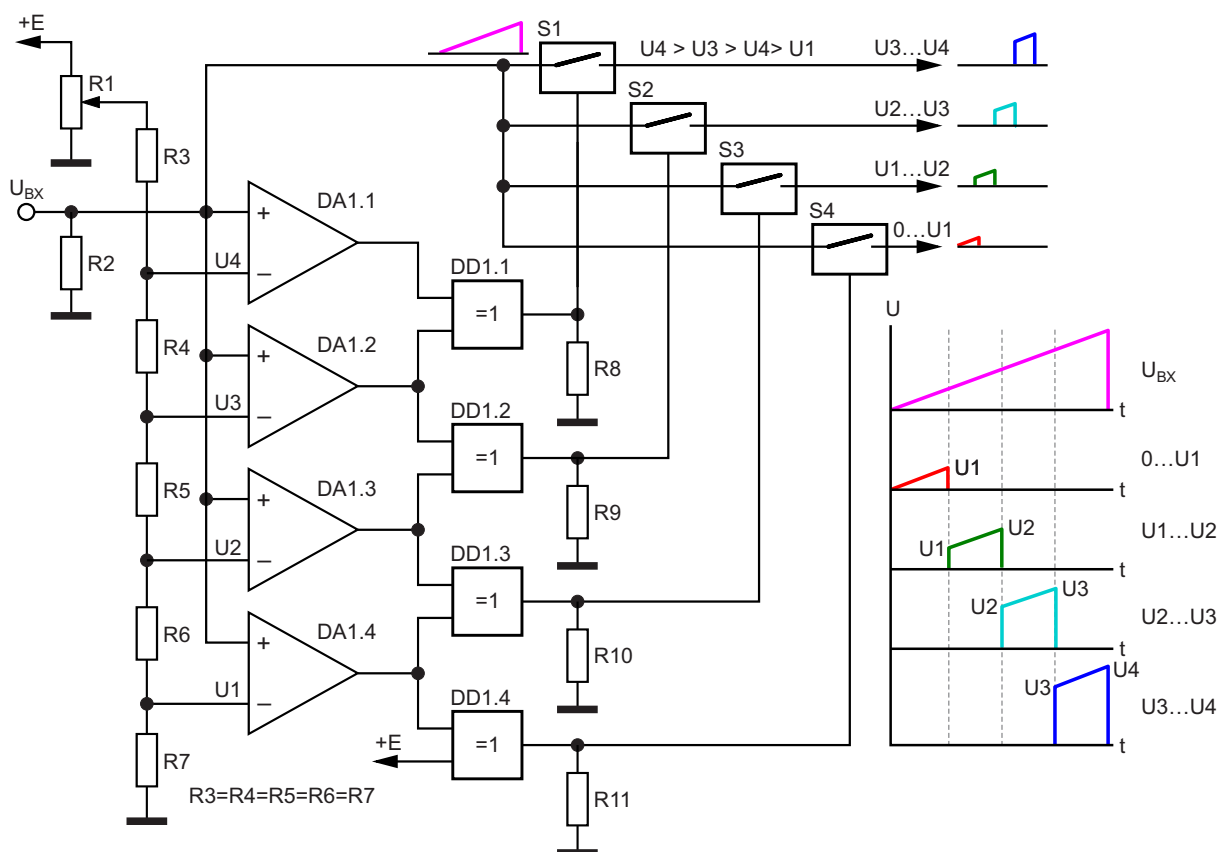 +E
R1
R3
U_BX
R2
U4
DA1.1
+
–
R4
U3
DA1.2
+
–
R5
U2
DA1.3
+
–
R6
U1
DA1.4
+
–
R7
R3=R4=R5=R6=R7
DD1.1
=1
R8
DD1.2
=1
R9
DD1.3
=1
R10
DD1.4
=1
+E
R11
S1
U4 > U3 > U4> U1
U3...U4
S2
U2...U3
S3
U1...U2
S4
0...U1
U
U_BX
t
0...U1
U1
t
U1...U2
U1
U2
t
U2...U3
U2
U3
t
U3...U4
U3
U4
t